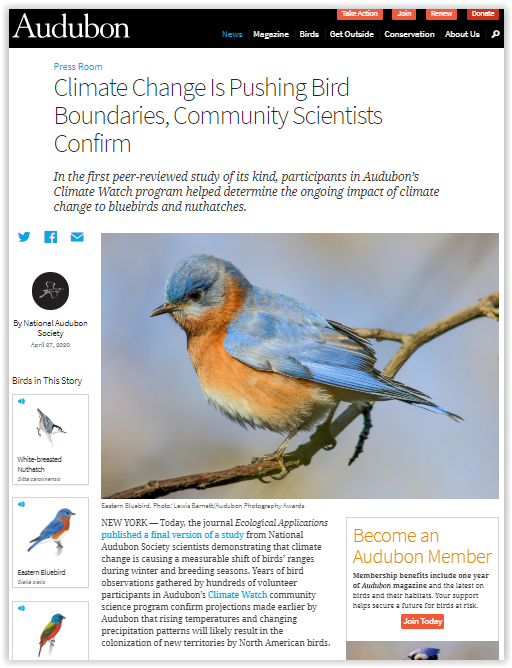 Audubon
Take Action Join Renew Donate
News Magazine Birds Get Outside Conservation About Us
Press Room
Climate Change Is Pushing Bird
Boundaries, Community Scientists
Confirm
In the first peer-reviewed study of its kind, participants in Audubon's
Climate Watch program helped determine the ongoing impact of climate
change to bluebirds and nuthatches.
By National Audubon
Society
April 27, 2020
Birds in This Story
White-breasted
Nuthatch
Sitta carolinensis
Eastern Bluebird
Sialia sialis
Eastern Bluebird. Photo: Lewis Barnett/Audubon Photography Awards
NEW YORK — Today, the journal Ecological Applications
published a final version of a study from National
Audubon Society scientists demonstrating that climate
change is causing a measurable shift of birds' ranges
during winter and breeding seasons. Years of bird
observations gathered by hundreds of volunteer
participants in Audubon's Climate Watch community
science program confirm projections made earlier by
Audubon that rising temperatures and changing
precipitation patterns will likely result in the
colonization of new territories by North American birds.
Become an
Audubon Member
Membership benefits include one year
of Audubon magazine and the latest on
birds and their habitats. Your support
helps secure a future for birds at risk.
Join Today